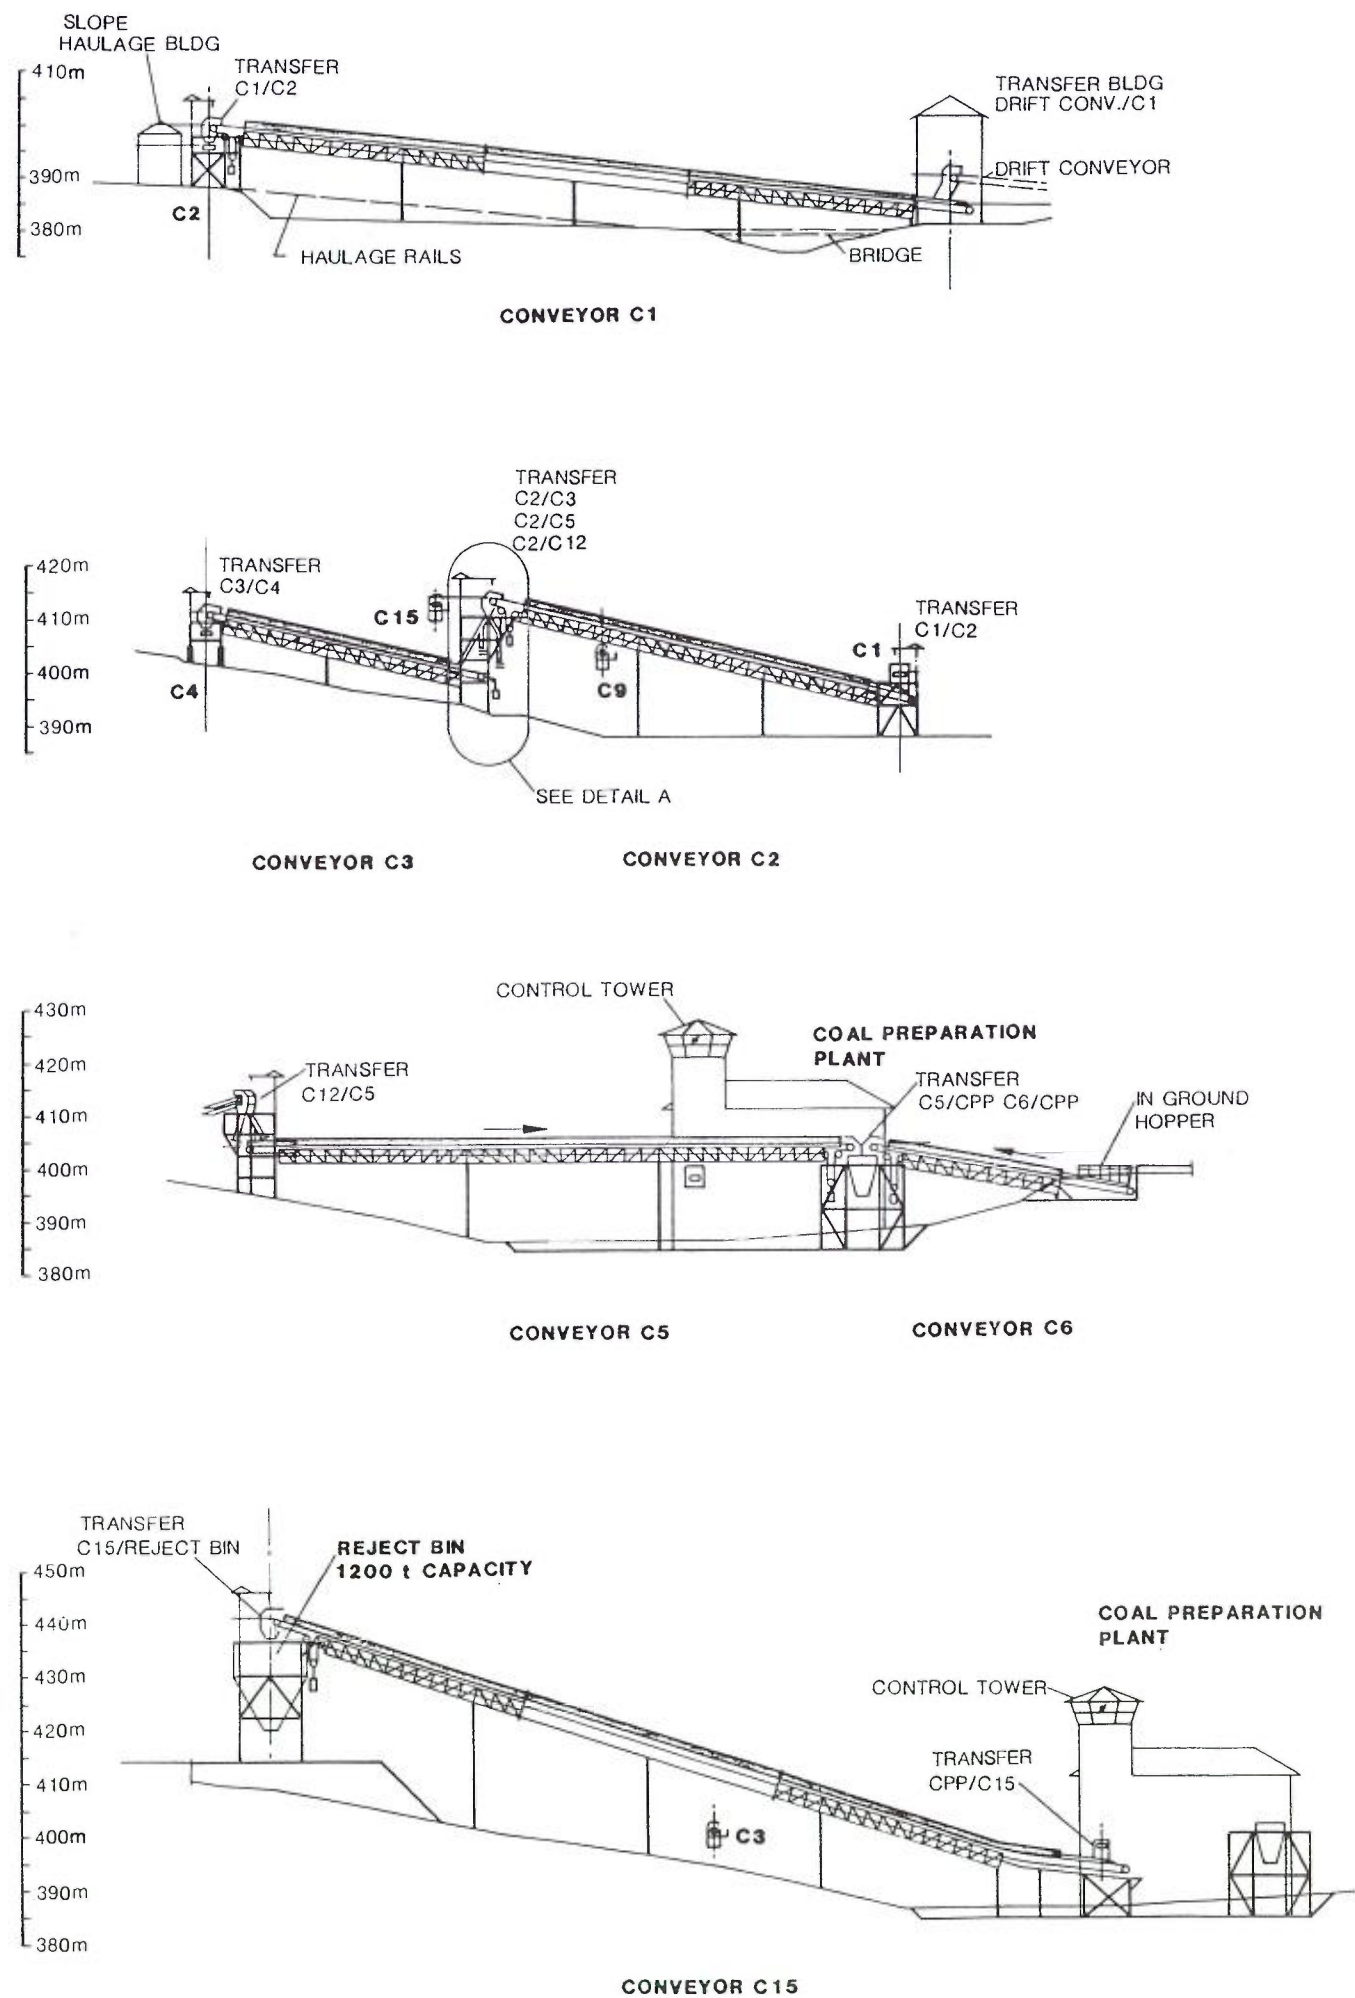 SLOPE
HAULAGE BLDG
410m
TRANSFER
C1/C2
TRANSFER BLDG
DRIFT CONV./C1
390m
DRIFT CONVEYOR
C2
380m
HAULAGE RAILS
BRIDGE
CONVEYOR C1
TRANSFER
C2/C3
C2/C5
C2/C12
420m
TRANSFER
C3/C4
410m
C15
TRANSFER
C1/C2
C1
400m
C4
C9
390m
SEE DETAIL A
CONVEYOR C3
CONVEYOR C2
CONTROL TOWER
430m
COAL PREPARATION
PLANT
420m
TRANSFER
C12/C5
TRANSFER
C5/CPP C6/CPP
IN GROUND
HOPPER
410m
400m
390m
380m
CONVEYOR C5
CONVEYOR C6
TRANSFER
C15/REJECT BIN
REJECT BIN
1200 t CAPACITY
450m
440m
COAL PREPARATION
PLANT
430m
CONTROL TOWER
420m
TRANSFER
CPP/C15
410m
400m
C3
390m
380m
CONVEYOR C15